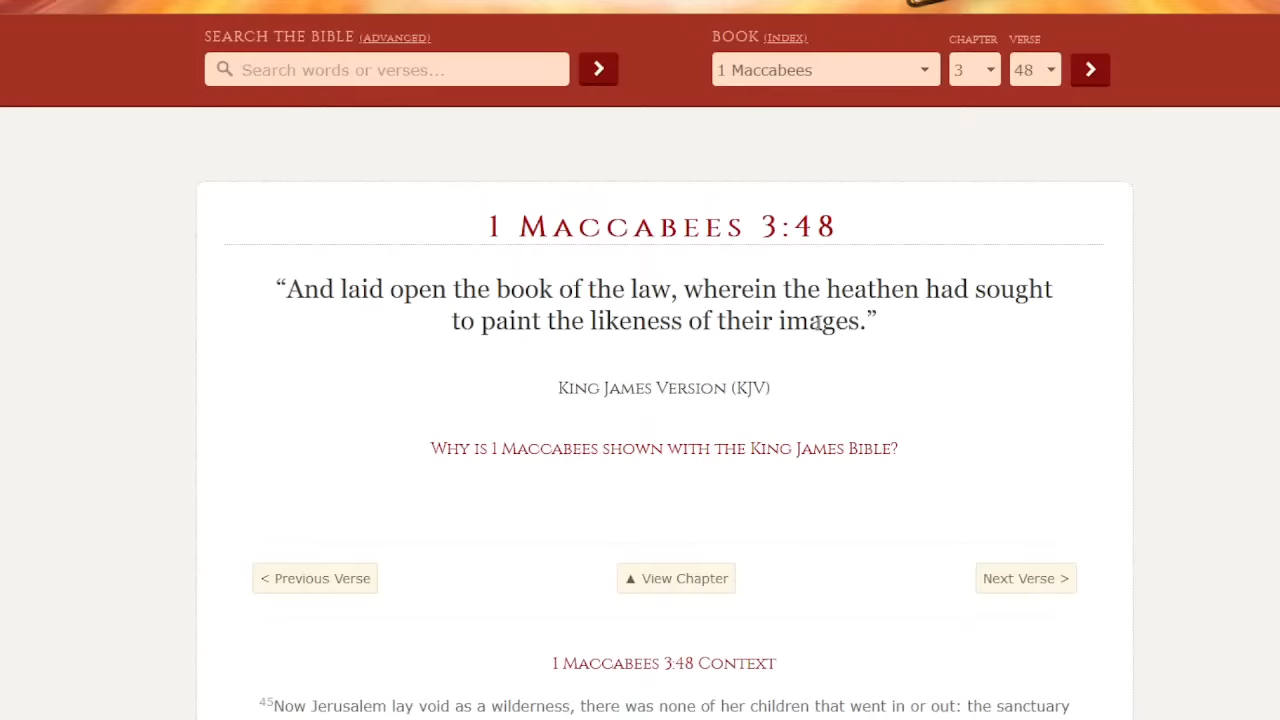 SEARCH THE BIBLE (ADVANCED)
BOOK (INDEX)
CHAPTER
VERSE
Search words or verses...
1 Maccabees
3
48
1 MACCABEES 3:48
“And laid open the book of the law, wherein the heathen had sought
to paint the likeness of their images.”
KING JAMES VERSION (KJV)
WHY IS 1 MACCABEES SHOWN WITH THE KING JAMES BIBLE?
< Previous Verse
▲ View Chapter
Next Verse >
1 MACCABEES 3:48 CONTEXT
45Now Jerusalem lay void as a wilderness, there was none of her children that went in or out: the sanctuary